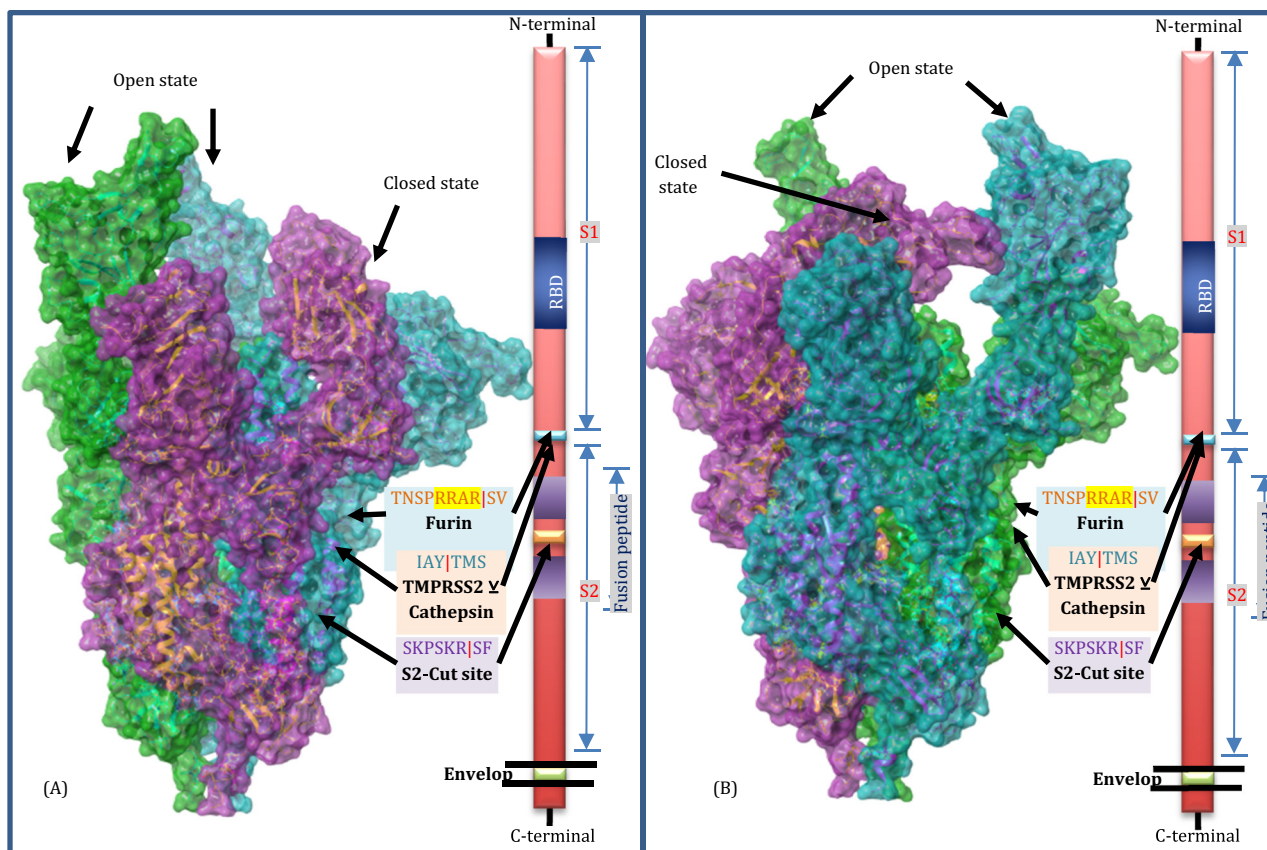 N-terminal
Open state
Closed state
S1
RBD
TNSPRRAR|SV
Furin
IAY|TMS
TMPRSS2 v
Cathepsin
SKPSKR|SF
S2-Cut site
Fusion peptide
S2
Envelop
(A)
C-terminal
N-terminal
Open state
Closed
state
S1
RBD
TNSPRRAR|SV
Furin
IAY|TMS
TMPRSS2 v
Cathepsin
SKPSKR|SF
S2-Cut site
S2
Envelop
(B)
C-terminal